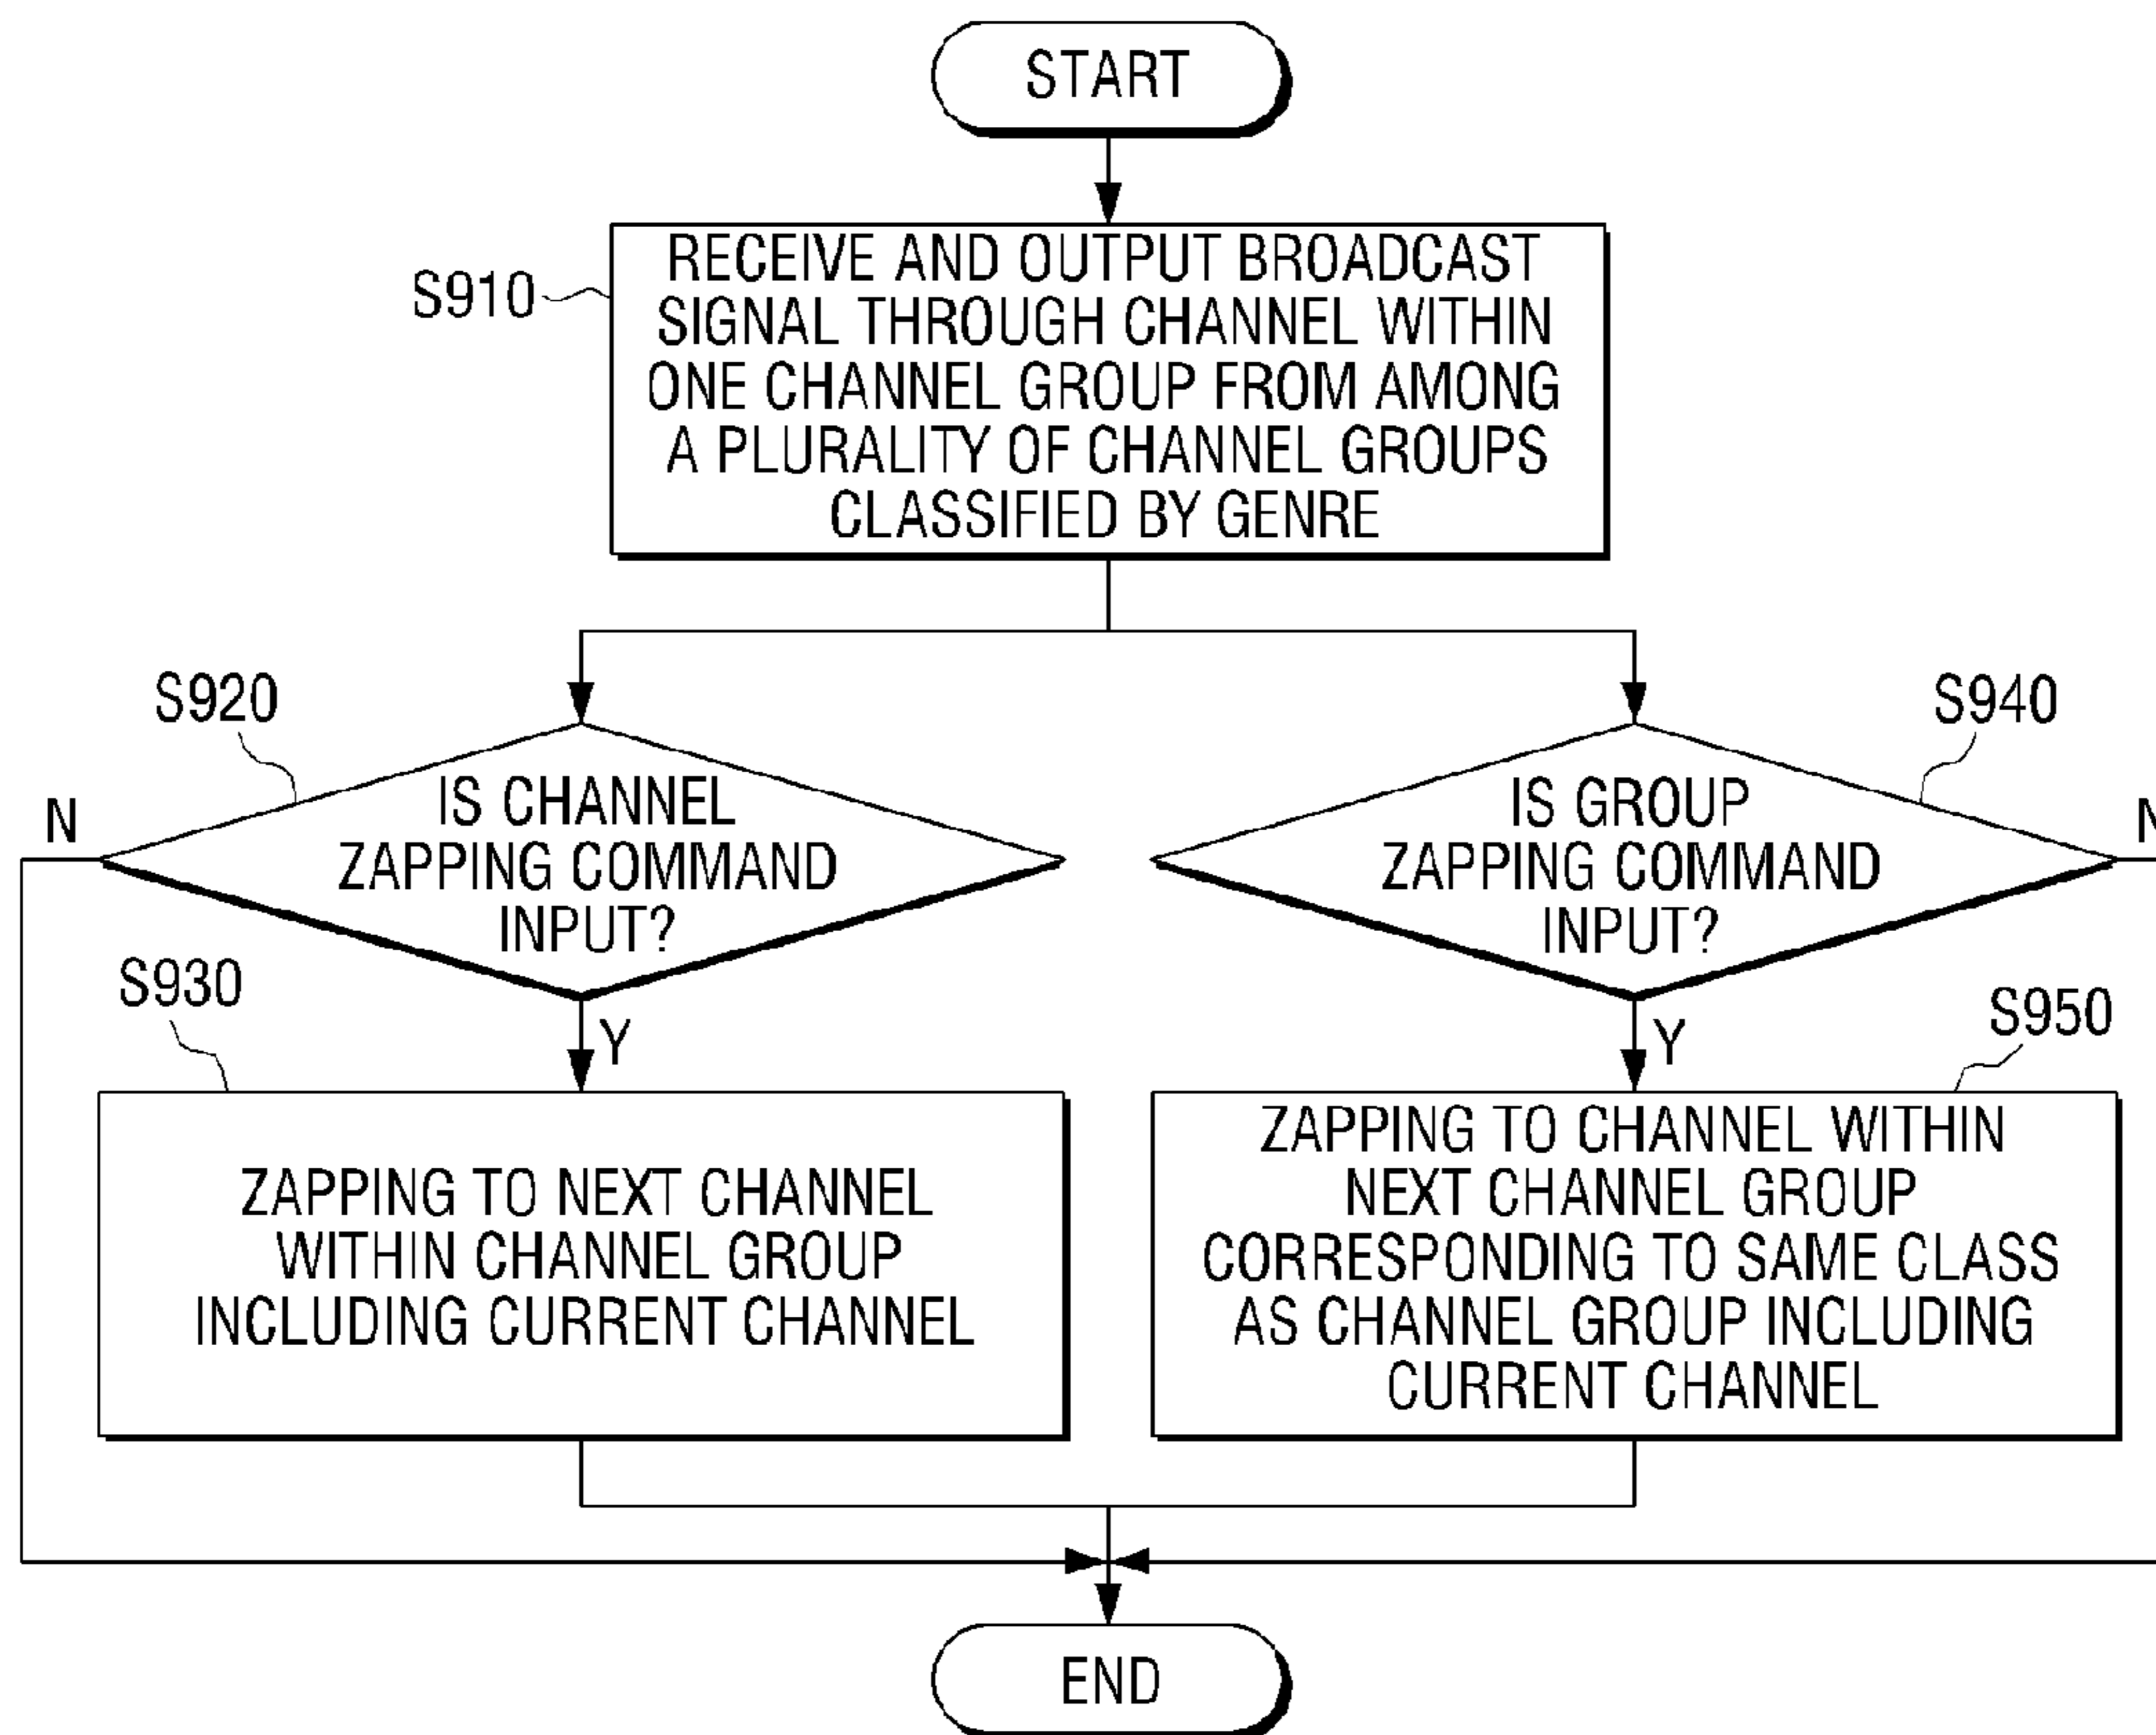 START
S910
RECEIVE AND OUTPUT BROADCAST
SIGNAL THROUGH CHANNEL WITHIN
ONE CHANNEL GROUP FROM AMONG
A PLURALITY OF CHANNEL GROUPS
CLASSIFIED BY GENRE
S920
N
IS CHANNEL
ZAPPING COMMAND
INPUT?
Y
S940
N
IS GROUP
ZAPPING COMMAND
INPUT?
Y
S930
ZAPPING TO NEXT CHANNEL
WITHIN CHANNEL GROUP
INCLUDING CURRENT CHANNEL
S950
ZAPPING TO CHANNEL WITHIN
NEXT CHANNEL GROUP
CORRESPONDING TO SAME CLASS
AS CHANNEL GROUP INCLUDING
CURRENT CHANNEL
END